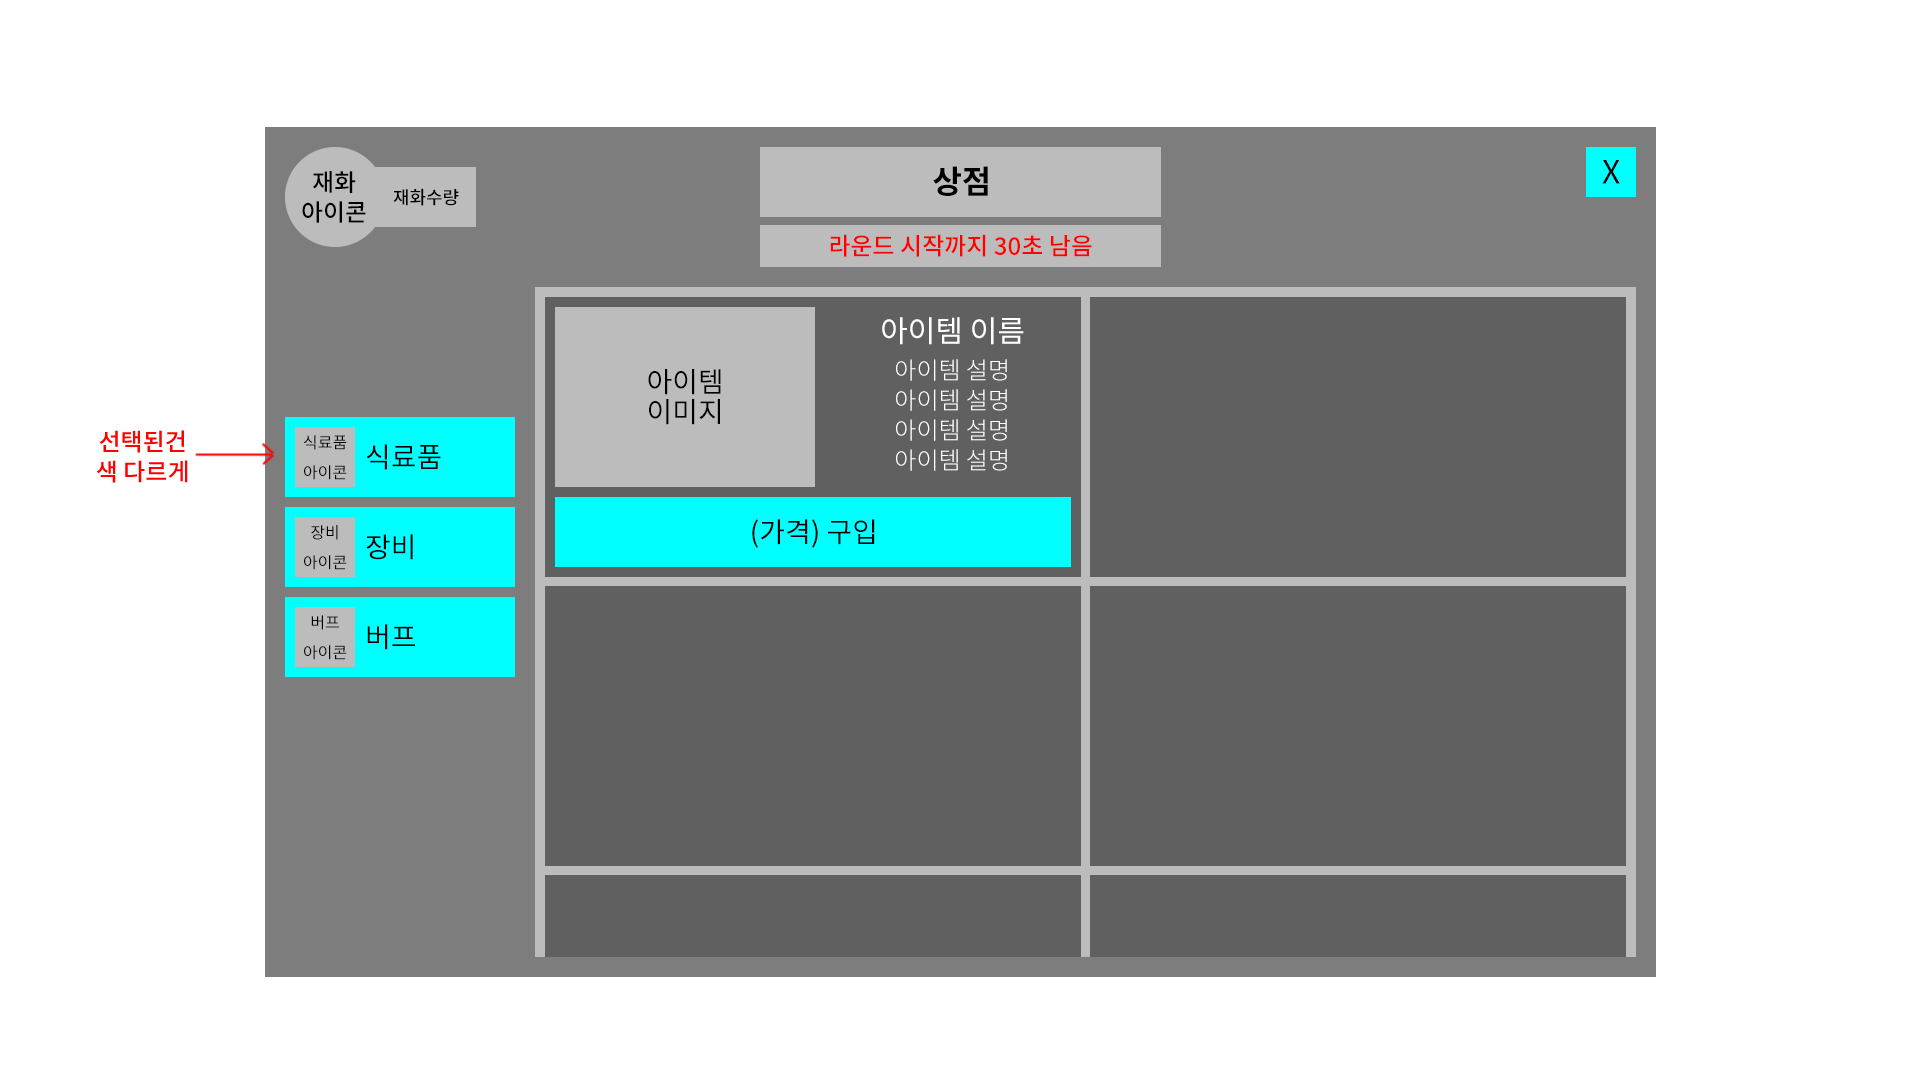 재화
아이콘
재화수량
상점
X
라운드 시작까지 30초 남음
선택된건
색 다르게
식료품
아이콘
식료품
장비
아이콘
장비
버프
아이콘
버프
아이템
이미지
아이템 이름
아이템 설명
아이템 설명
아이템 설명
아이템 설명
(가격) 구입